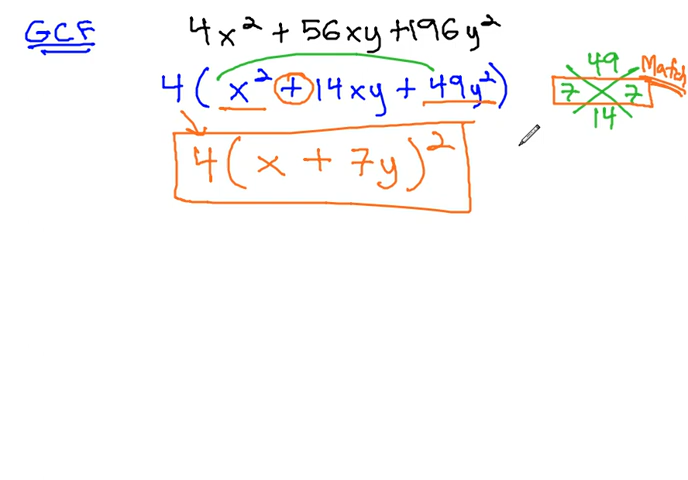 GCF 4x² + 56xy + 196y²
4(x² + 14xy + 49y²)
4(x + 7y)²
49 Match
7 7
14